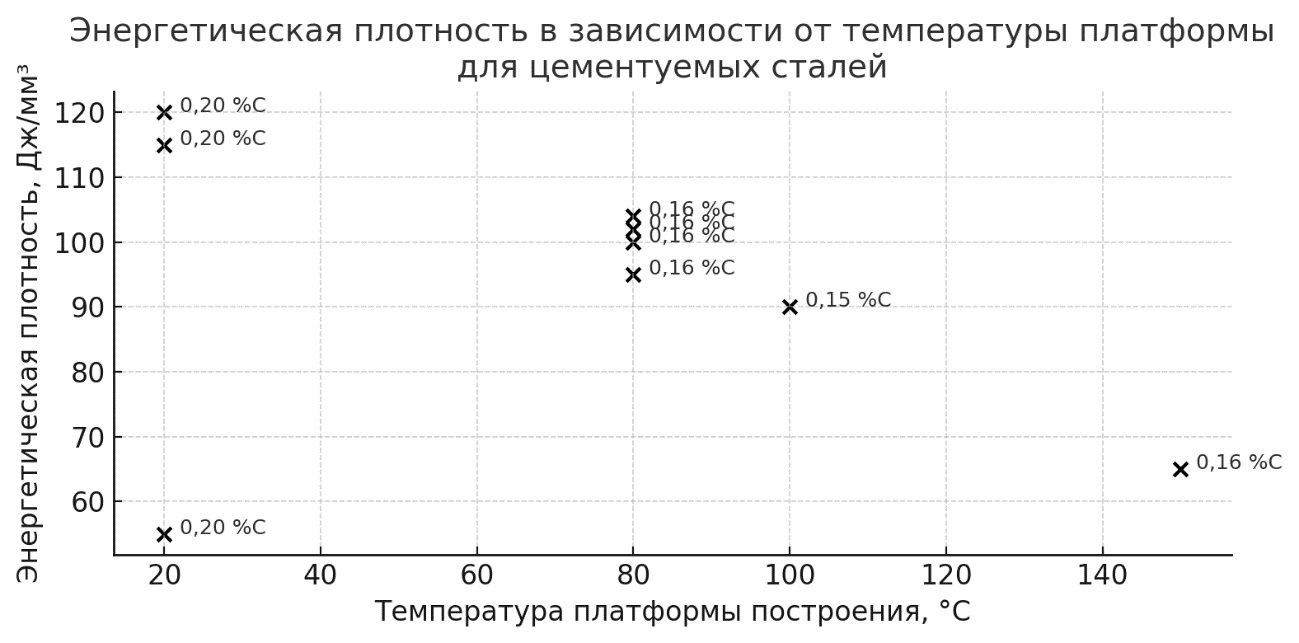 Энергетическая плотность в зависимости от температуры платформы
для цементуемых сталей
Энергетическая плотность, Дж/мм³
120
110
100
90
80
70
60
0,20 %C
0,20 %C
0,16 %C
0,16 %C
0,16 %C
0,16 %C
0,15 %C
0,16 %C
0,20 %C
20 40 60 80 100 120 140
Температура платформы построения, °C